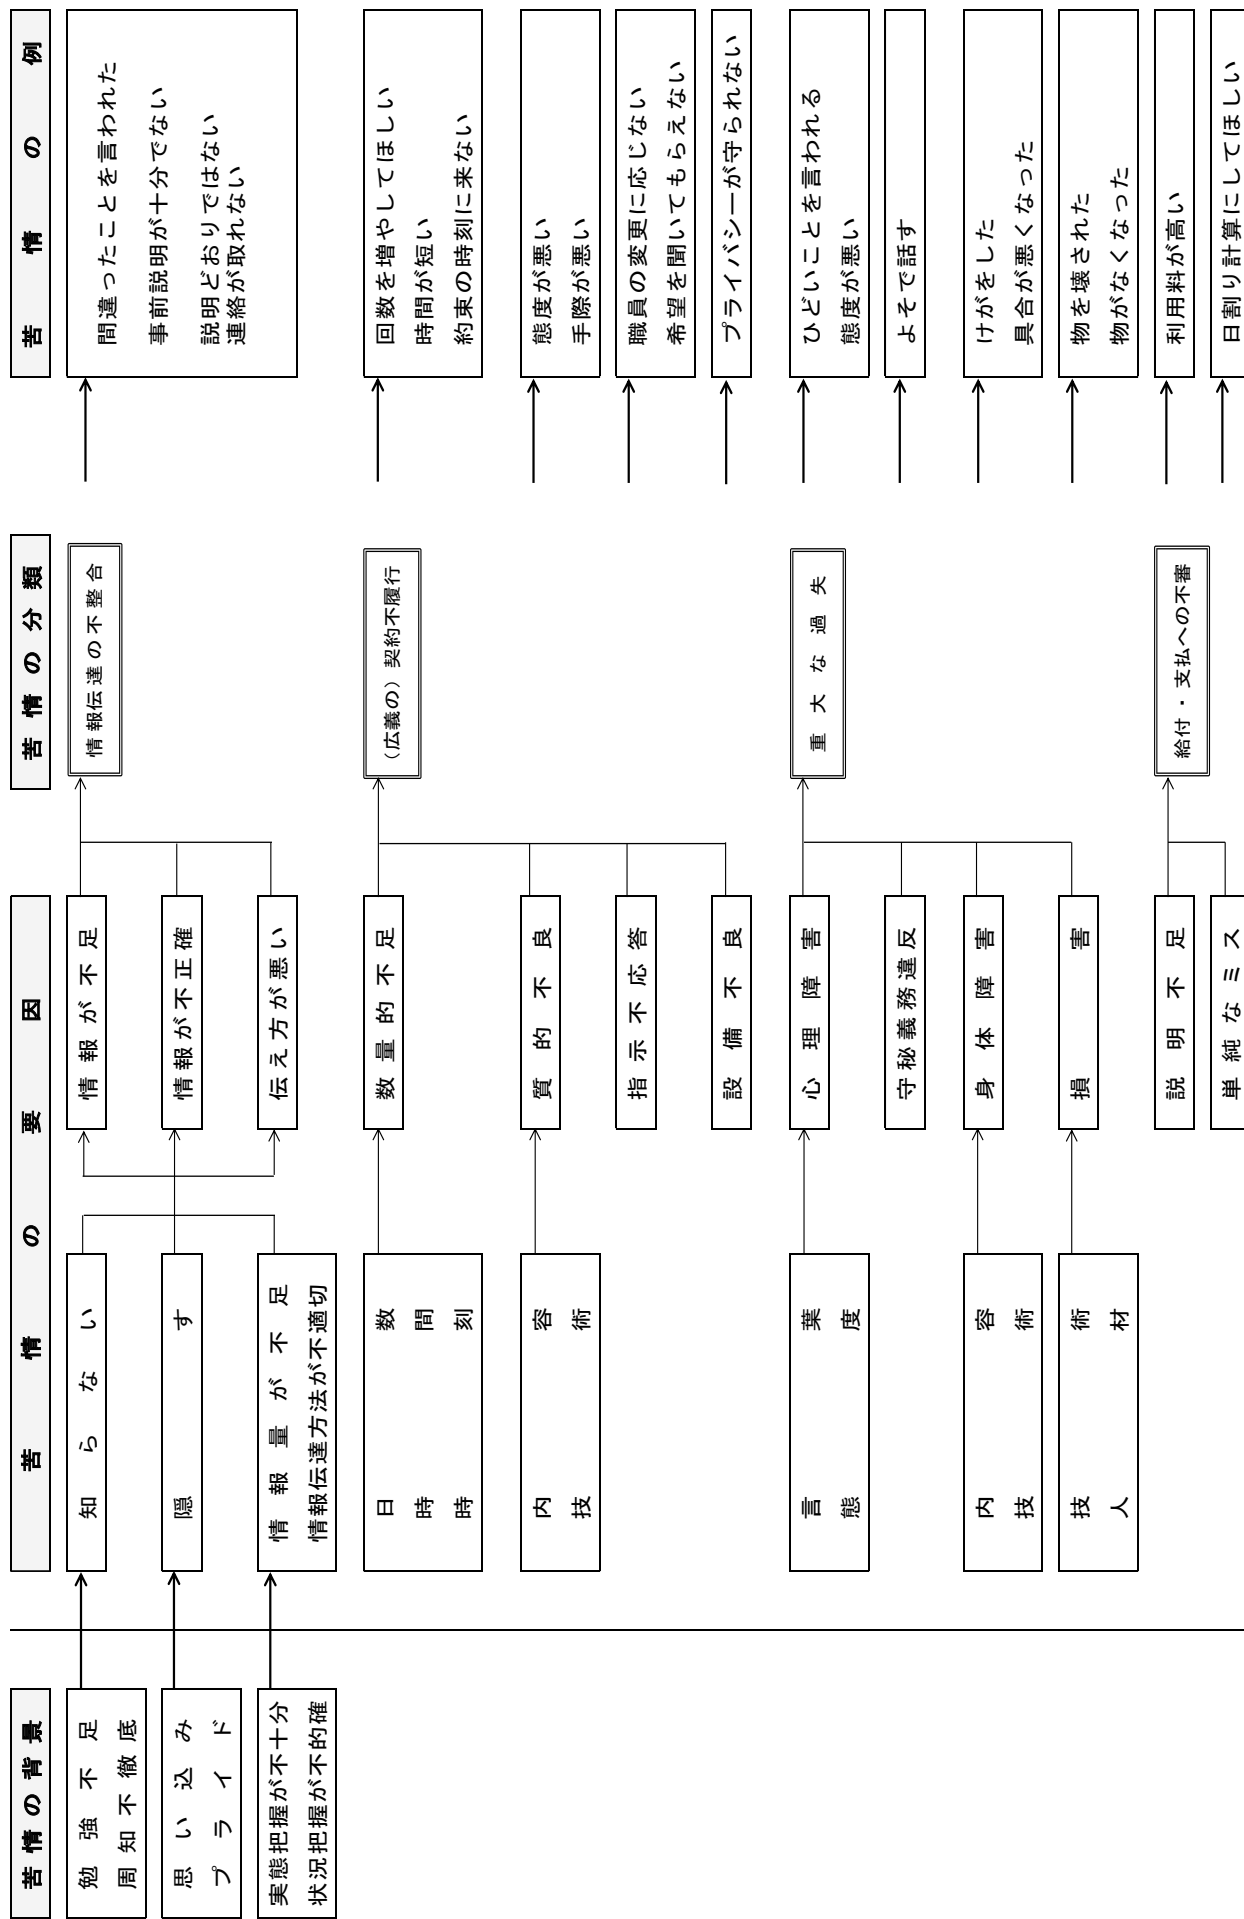 苦情の背景
苦情の要因
苦情の分類
苦情の例
勉強不足
周知不徹底
思い込み
プライド
実態把握が不十分
状況把握が不的確
知らない
隠す
情報量が不足
情報伝達方法が不適切
情報が不足
情報が不正確
伝え方が悪い
情報伝達の不整合
間違ったことを言われた
事前説明が十分でない
説明どおりではない
連絡が取れない
日数
時間
時刻
数量的不足
(広義の)契約不履行
回数を増やしてほしい
時間が短い
約束の時刻に来ない
内容
技術
質的不良
態度が悪い
手際が悪い
指示不応答
職員の変更に応じない
希望を聞いてもらえない
設備不良
プライバシーが守られない
言葉
態度
心理障害
重大な過失
ひどいことを言われる
態度が悪い
守秘義務違反
よそで話す
内容
技術
身体障害
けがをした
具合が悪くなった
技術
人材
損害
物を壊された
物がなくなった
説明不足
給付・支払への不審
利用料が高い
単純なミス
日割り計算にしてほしい